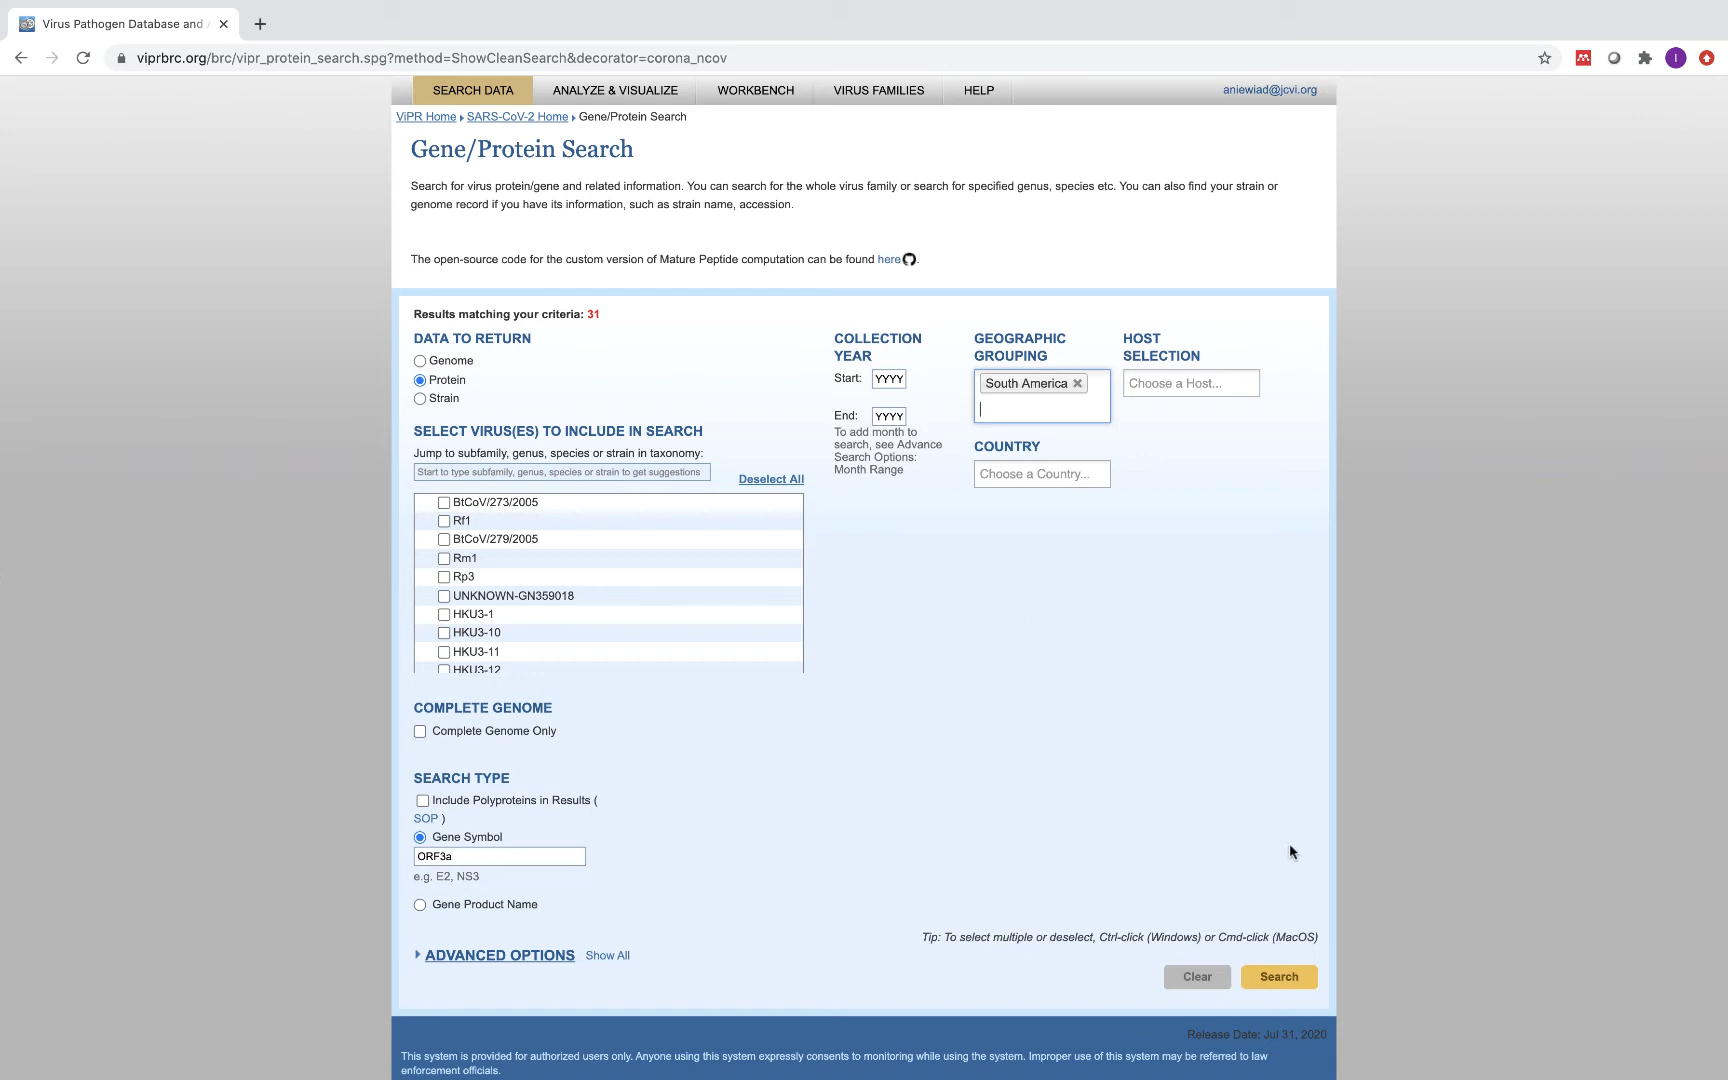 Virus Pathogen Database and
viprbrc.org/brc/vipr_protein_search.spg?method=ShowCleanSearch&decorator=corona_ncov
I
SEARCH DATA
ANALYZE & VISUALIZE
WORKBENCH
VIRUS FAMILIES
HELP
aniewiad@jcvi.org
ViPR Home
SARS-CoV-2 Home
Gene/Protein Search
Gene/Protein Search
Search for virus protein/gene and related information. You can search for the whole virus family or search for specified genus, species etc. You can also find your strain or
genome record if you have its information, such as strain name, accession.
The open-source code for the custom version of Mature Peptide computation can be found here.
Results matching your criteria: 31
DATA TO RETURN
Genome
Protein
Strain
SELECT VIRUS(ES) TO INCLUDE IN SEARCH
Jump to subfamily, genus, species or strain in taxonomy:
Start to type subfamily, genus, species or strain to get suggestions
Deselect All
BtCoV/273/2005
Rf1
BtCoV/279/2005
Rm1
Rp3
UNKNOWN-GN359018
HKU3-1
HKU3-10
HKU3-11
HKU3-12
COLLECTION
YEAR
Start: YYYY
End: YYYY
To add month to
search, see Advance
Search Options:
Month Range
GEOGRAPHIC
GROUPING
South America
COUNTRY
Choose a Country...
HOST
SELECTION
Choose a Host...
COMPLETE GENOME
Complete Genome Only
SEARCH TYPE
Include Polyproteins in Results (
SOP )
Gene Symbol
ORF3a
e.g. E2, NS3
Gene Product Name
Tip: To select multiple or deselect, Ctrl-click (Windows) or Cmd-click (MacOS)
ADVANCED OPTIONS Show All
Clear
Search
Release Date: Jul 31, 2020
This system is provided for authorized users only. Anyone using this system expressly consents to monitoring while using the system. Improper use of this system may be referred to law
enforcement officials.